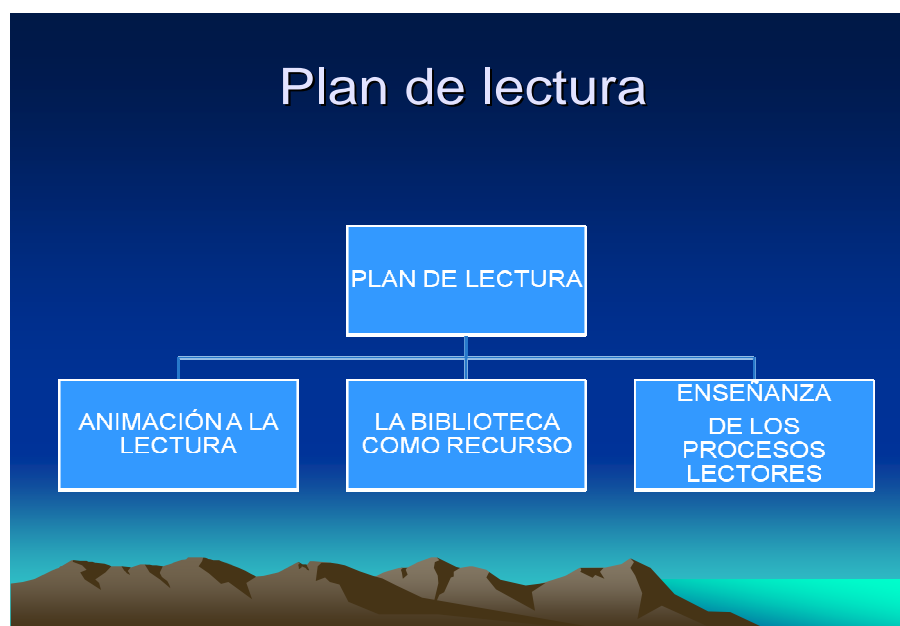 Plan de lectura
PLAN DE LECTURA
ANIMACIÓN A LA
LECTURA
LA BIBLIOTECA
COMO RECURSO
ENSEÑANZA
DE LOS
PROCESOS
LECTORES